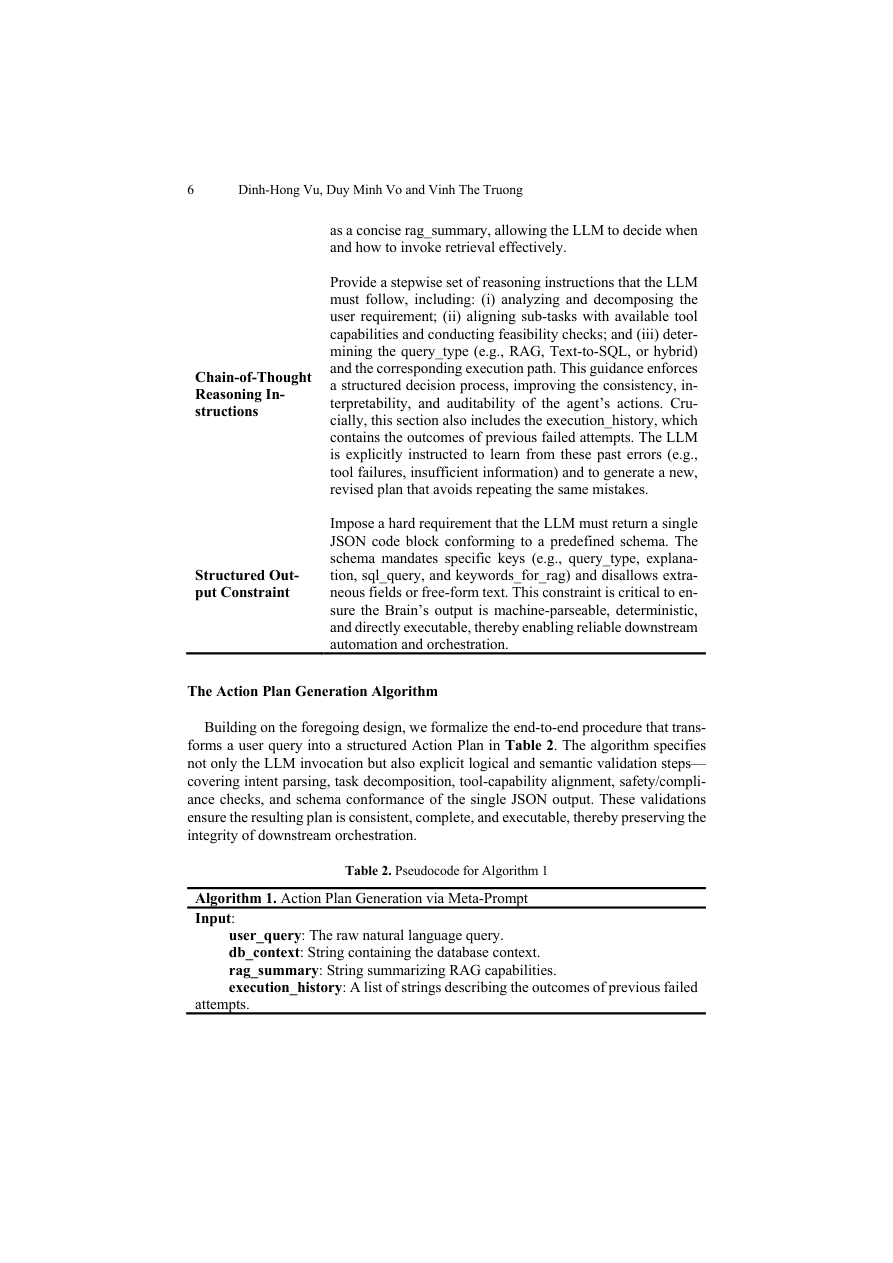 6 Dinh-Hong Vu, Duy Minh Vo and Vinh The Truong
as a concise rag_summary, allowing the LLM to decide when
and how to invoke retrieval effectively.
Chain-of-Thought
Reasoning In-
structions
Provide a stepwise set of reasoning instructions that the LLM
must follow, including: (i) analyzing and decomposing the
user requirement; (ii) aligning sub-tasks with available tool
capabilities and conducting feasibility checks; and (iii) deter-
mining the query_type (e.g., RAG, Text-to-SQL, or hybrid)
and the corresponding execution path. This guidance enforces
a structured decision process, improving the consistency, in-
terpretability, and auditability of the agent’s actions. Cru-
cially, this section also includes the execution_history, which
contains the outcomes of previous failed attempts. The LLM
is explicitly instructed to learn from these past errors (e.g.,
tool failures, insufficient information) and to generate a new,
revised plan that avoids repeating the same mistakes.
Structured Out-
put Constraint
Impose a hard requirement that the LLM must return a single
JSON code block conforming to a predefined schema. The
schema mandates specific keys (e.g., query_type, explana-
tion, sql_query, and keywords_for_rag) and disallows extra-
neous fields or free-form text. This constraint is critical to en-
sure the Brain’s output is machine-parseable, deterministic,
and directly executable, thereby enabling reliable downstream
automation and orchestration.
The Action Plan Generation Algorithm
Building on the foregoing design, we formalize the end-to-end procedure that trans-
forms a user query into a structured Action Plan in Table 2. The algorithm specifies
not only the LLM invocation but also explicit logical and semantic validation steps—
covering intent parsing, task decomposition, tool-capability alignment, safety/compli-
ance checks, and schema conformance of the single JSON output. These validations
ensure the resulting plan is consistent, complete, and executable, thereby preserving the
integrity of downstream orchestration.
Table 2. Pseudocode for Algorithm 1
Algorithm 1. Action Plan Generation via Meta-Prompt
Input:
user_query: The raw natural language query.
db_context: String containing the database context.
rag_summary: String summarizing RAG capabilities.
execution_history: A list of strings describing the outcomes of previous failed
attempts.